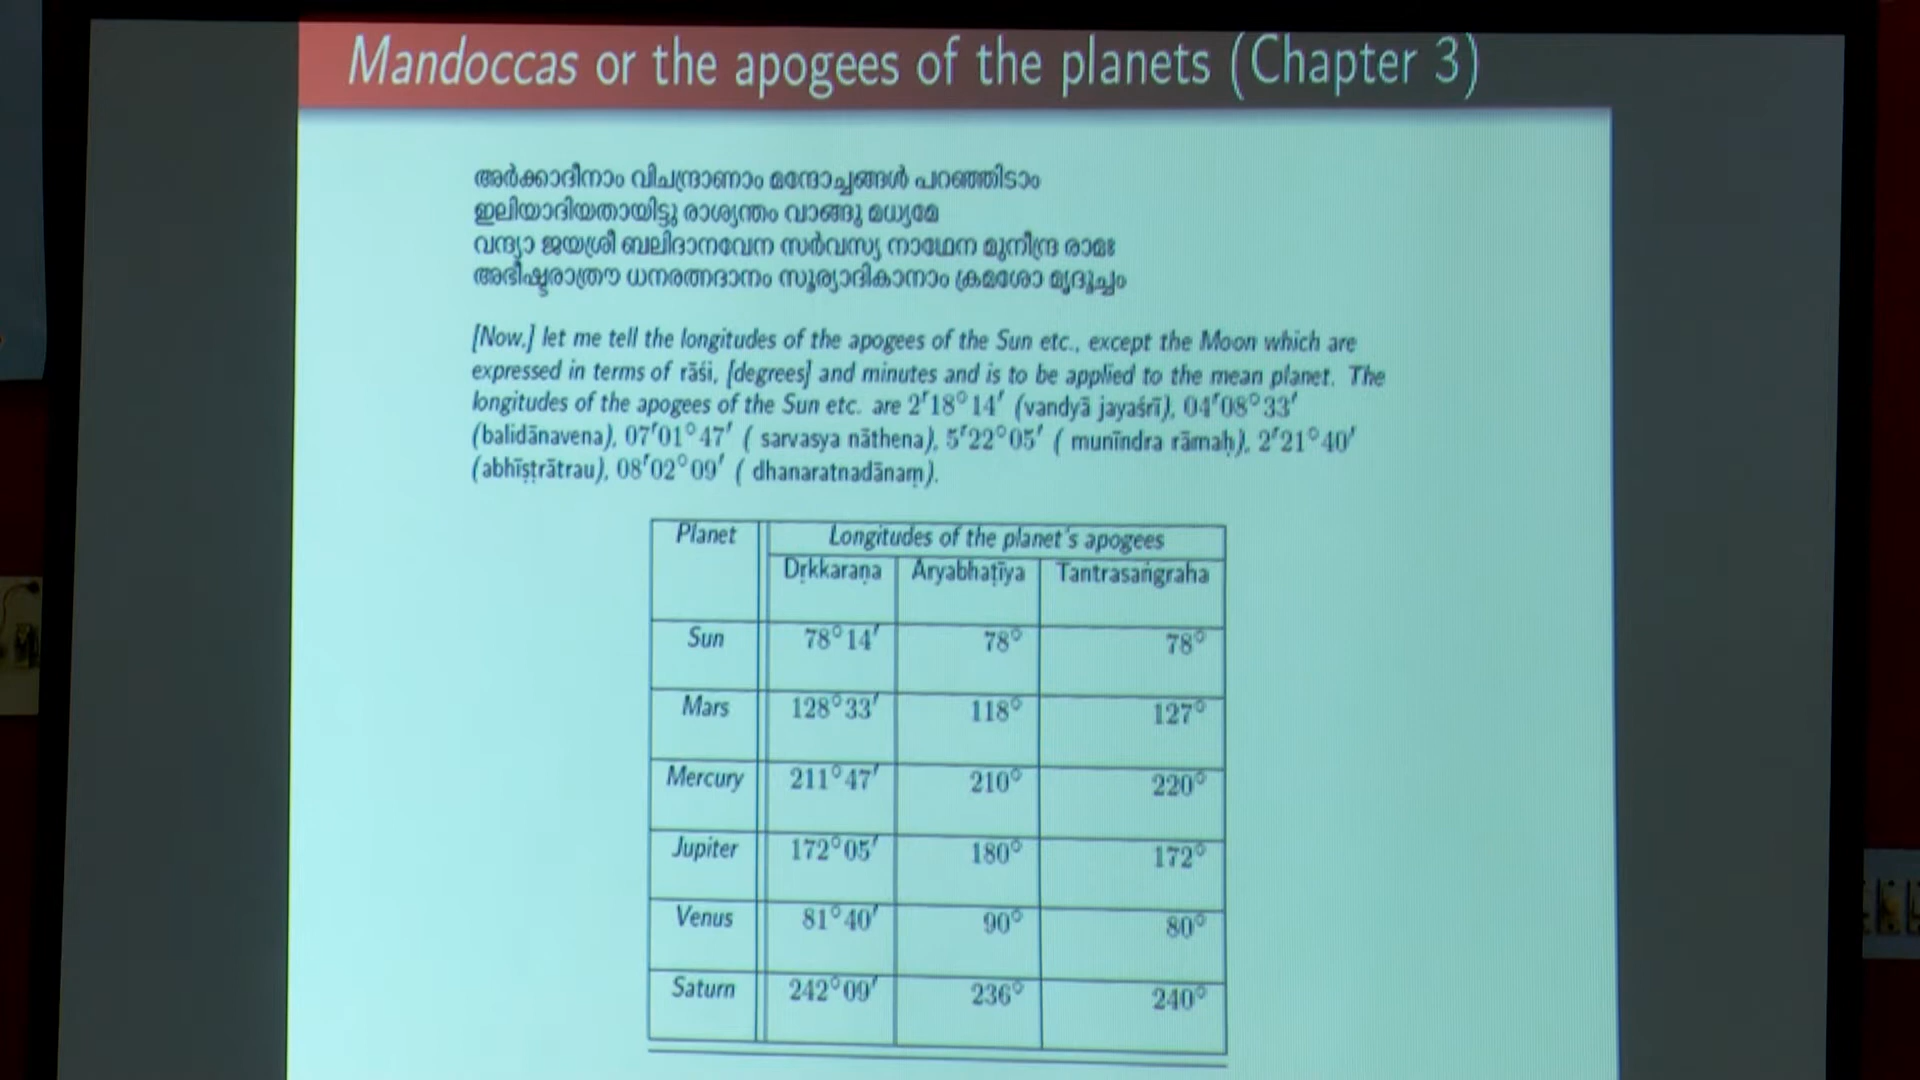 Mandoccas or the apogees of the planets (Chapter 3)
അർക്കാദീനാം വിചന്ദ്രാണാം മന്ദോച്ചങ്ങൾ പറഞ്ഞിടാം
ഇലിയാദിയതായിട്ടു രാശ്യന്തം വാങ്ങു മധ്യമേ
വന്ദ്യാ ജയശ്രീ ബലിദാനവേന സർവസ്യ നാഥേന മുനീന്ദ്ര രാമഃ
അഭീഷ്ടരാത്രൗ ധനരത്നദാനം സൂര്യാദികാനാം ക്രമശോ മൃദൂച്ചം
[Now,] let me tell the longitudes of the apogees of the Sun etc., except the Moon which are
expressed in terms of rāśi, [degrees] and minutes and is to be applied to the mean planet. The
longitudes of the apogees of the Sun etc. are 2ʳ18°14′ (vandyā jayaśrī), 04ʳ08°33′
(balidānavena), 07ʳ01°47′ ( sarvasya nāthena), 5ʳ22°05′ ( munīndra rāmaḥ), 2ʳ21°40′
(abhīṣṭrātrau), 08ʳ02°09′ ( dhanaratnadānaṃ).
Planet Longitudes of the planet's apogees
Dṛkkaraṇa Āryabhaṭīya Tantrasaṅgraha
Sun 78°14′ 78° 78°
Mars 128°33′ 118° 127°
Mercury 211°47′ 210° 220°
Jupiter 172°05′ 180° 172°
Venus 81°40′ 90° 80°
Saturn 242°09′ 236° 240°